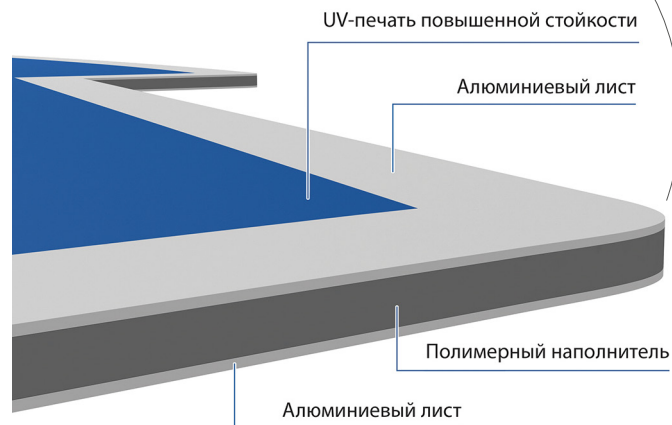 UV-печать повышенной стойкости
Алюминиевый лист
Полимерный наполнитель
Алюминиевый лист